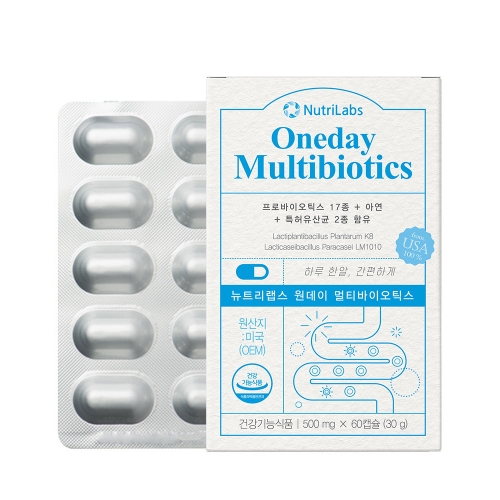 NutriLabs
Oneday
Multibiotics
프로바이오틱스 17종 + 아연
+ 특허유산균 2종 함유
Lactiplantibacillus Plantarum K8
Lacticaseibacillus Paracasei LM1010
from
USA
100%
하루 한알, 간편하게
뉴트리랩스 원데이 멀티바이오틱스
원산지
:미국
(OEM)
건강
기능식품
건강기능식품 | 500 mg × 60캡슐 (30 g)